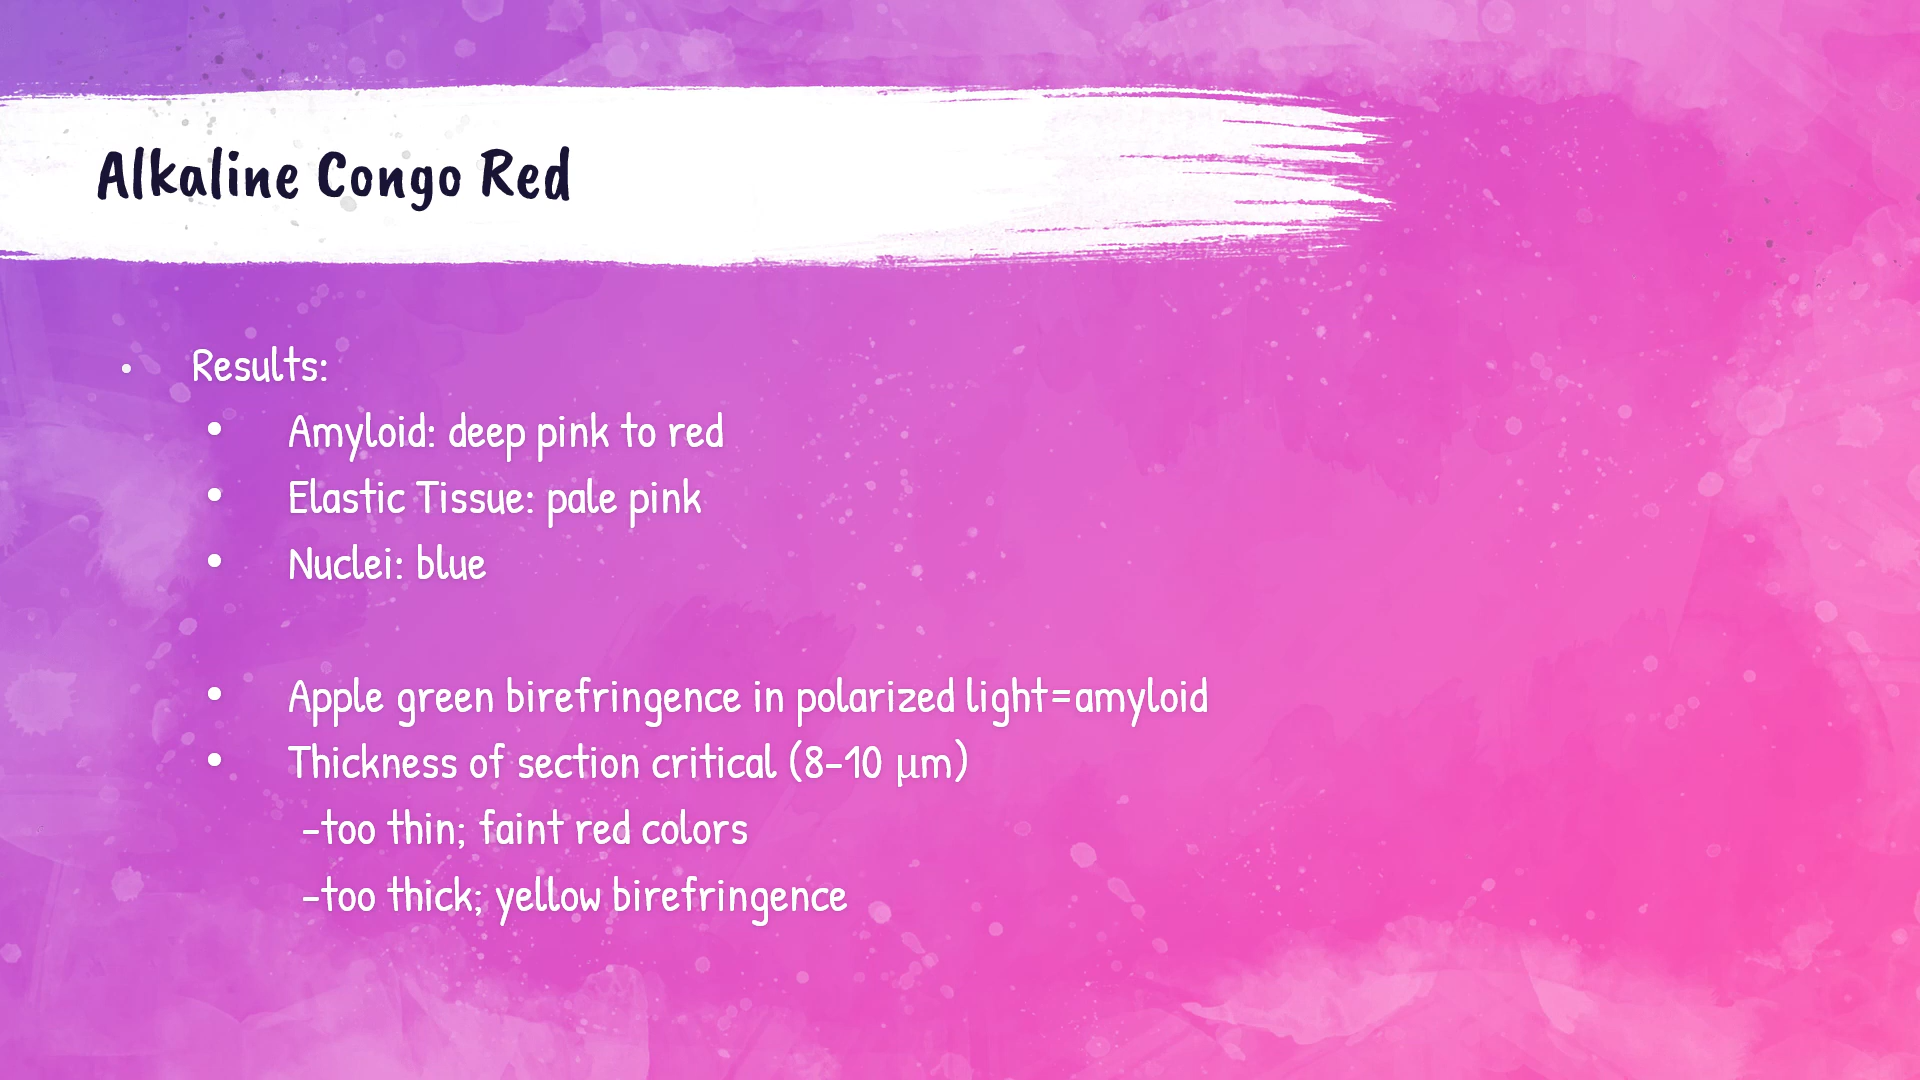 Alkaline Congo Red
• Results:
• Amyloid: deep pink to red
• Elastic Tissue: pale pink
• Nuclei: blue
• Apple green birefringence in polarized light=amyloid
• Thickness of section critical (8-10 µm)
-too thin; faint red colors
-too thick; yellow birefringence